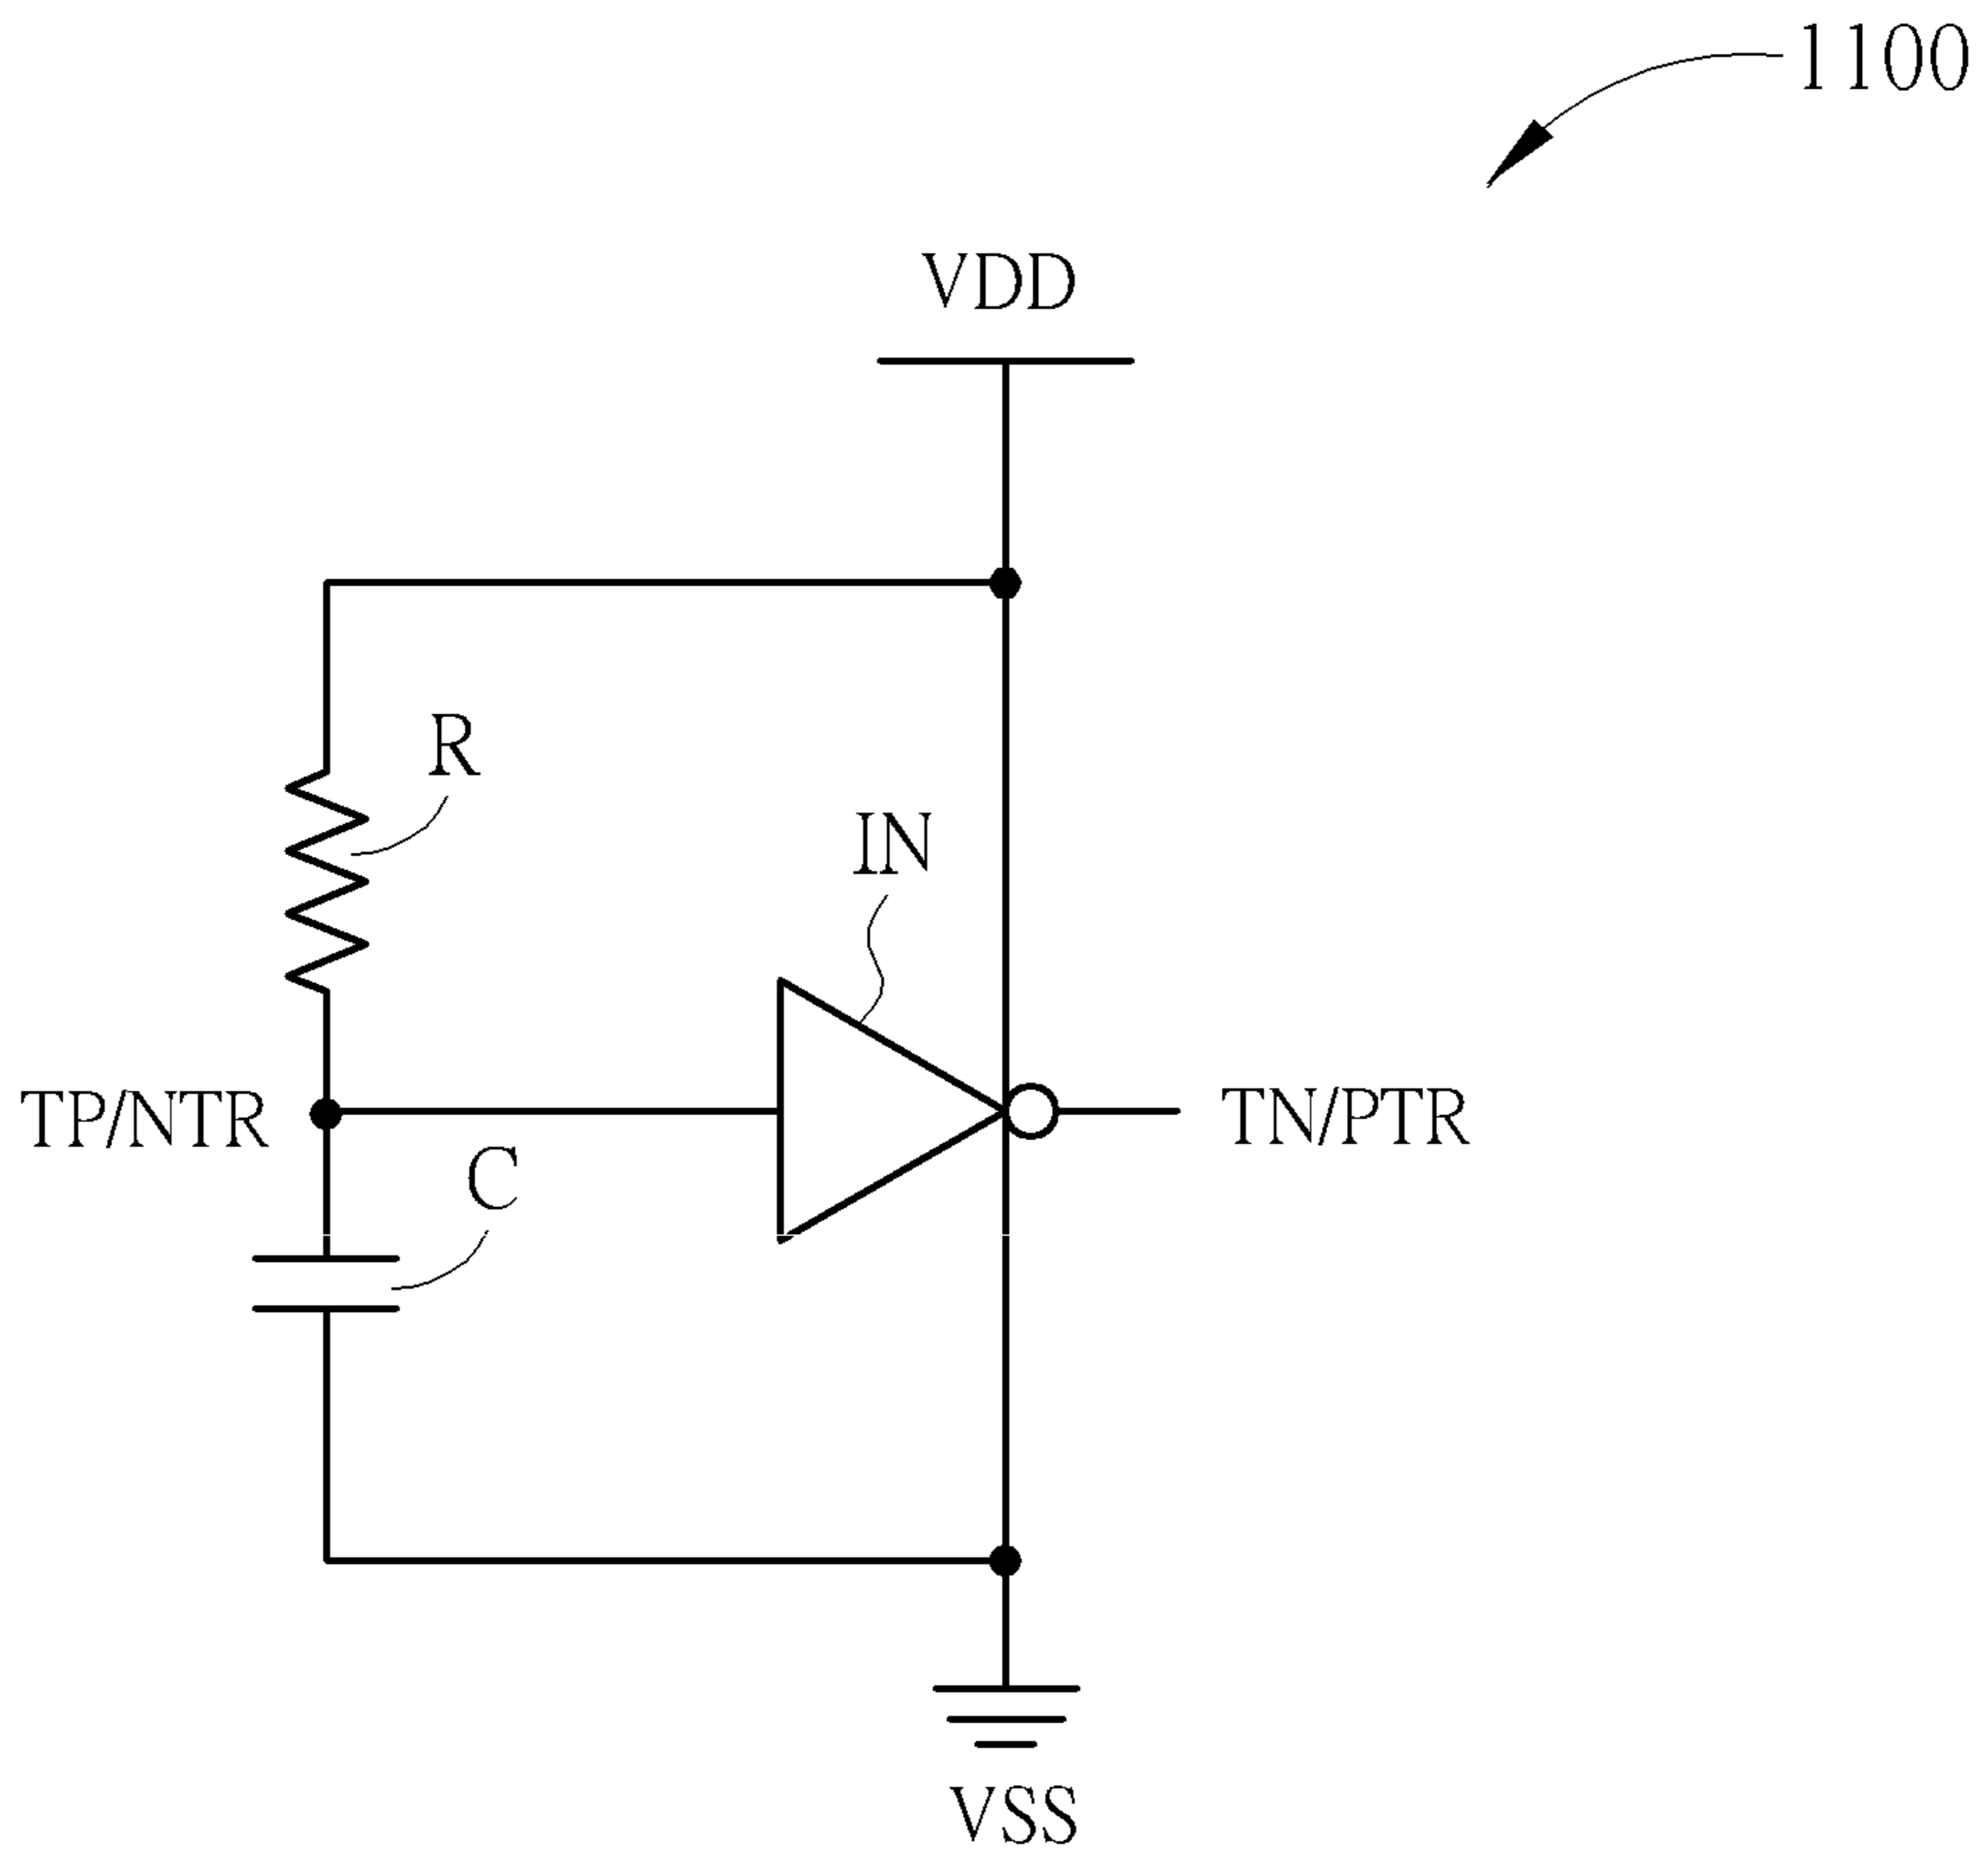 1100
VDD
R
IN
TP/NTR
TN/PTR
C
VSS